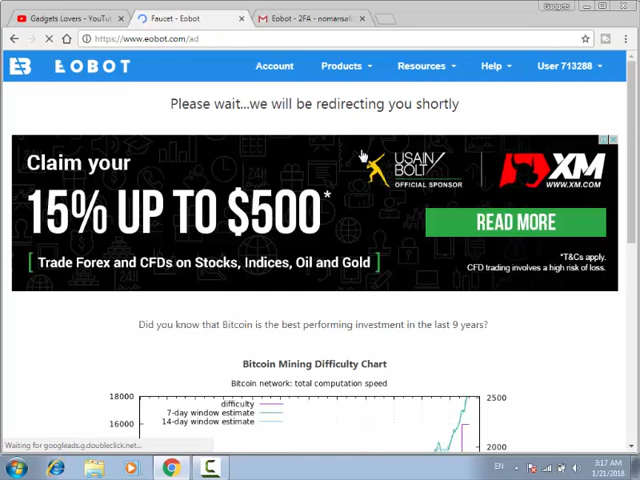 Gadgets
Gadgets Lovers - YouT
Faucet - Eobot
Eobot - 2FA - nomansaf
https://www.eobot.com/ad
EB EOBOT
Account
Products
Resources
Help
User 713288
Please wait...we will be redirecting you shortly
Claim your
15% UP TO $500*
[ Trade Forex and CFDs on Stocks, Indices, Oil and Gold ]
USAIN
BOLT
OFFICIAL SPONSOR
XM
WWW.XM.COM
READ MORE
*T&Cs apply.
CFD trading involves a high risk of loss.
Did you know that Bitcoin is the best performing investment in the last 9 years?
Bitcoin Mining Difficulty Chart
Bitcoin network: total computation speed
18000
16000
difficulty
7-day window estimate
14-day window estimate
2500
2000
Waiting for googleads.g.doubleclick.net...
EN
3:17 AM
1/21/2018